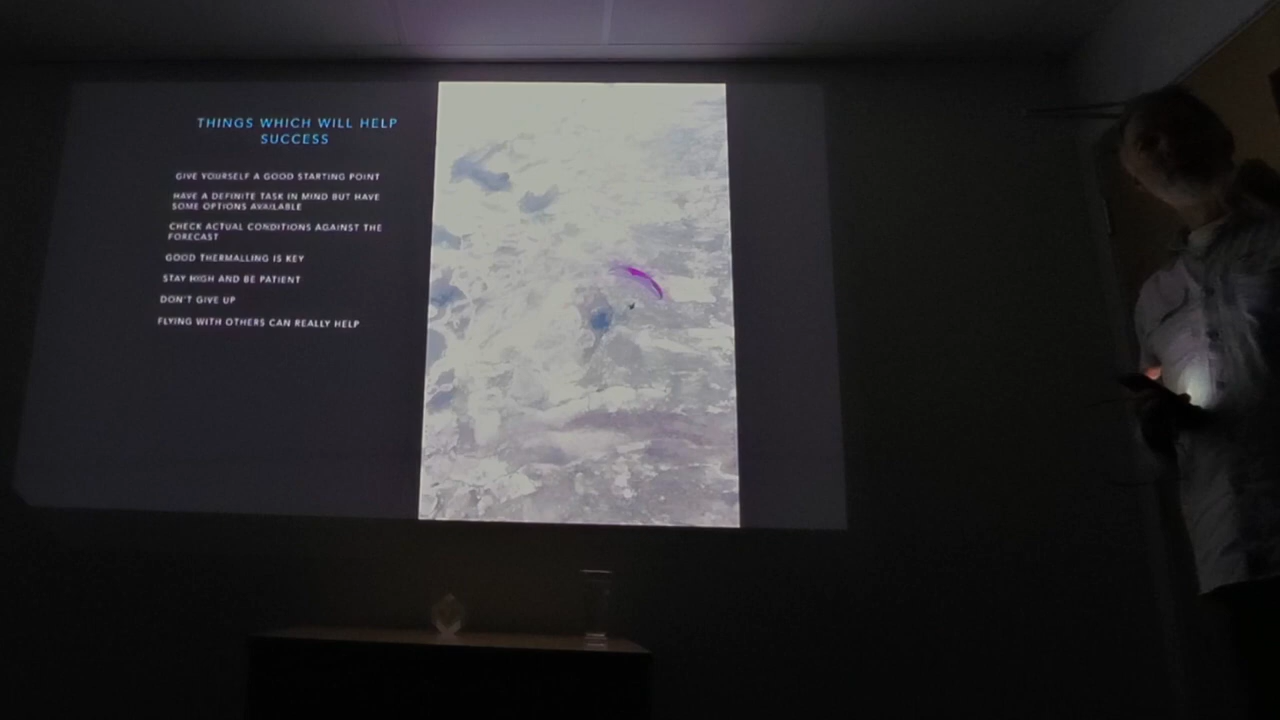 THINGS WHICH WILL HELP
SUCCESS
GIVE YOURSELF A GOOD STARTING POINT
HAVE A DEFINITE TASK IN MIND BUT HAVE
SOME OPTIONS AVAILABLE
CHECK ACTUAL CONDITIONS AGAINST THE
FORECAST
GOOD THERMALLING IS KEY
STAY HIGH AND BE PATIENT
DON'T GIVE UP
FLYING WITH OTHERS CAN REALLY HELP